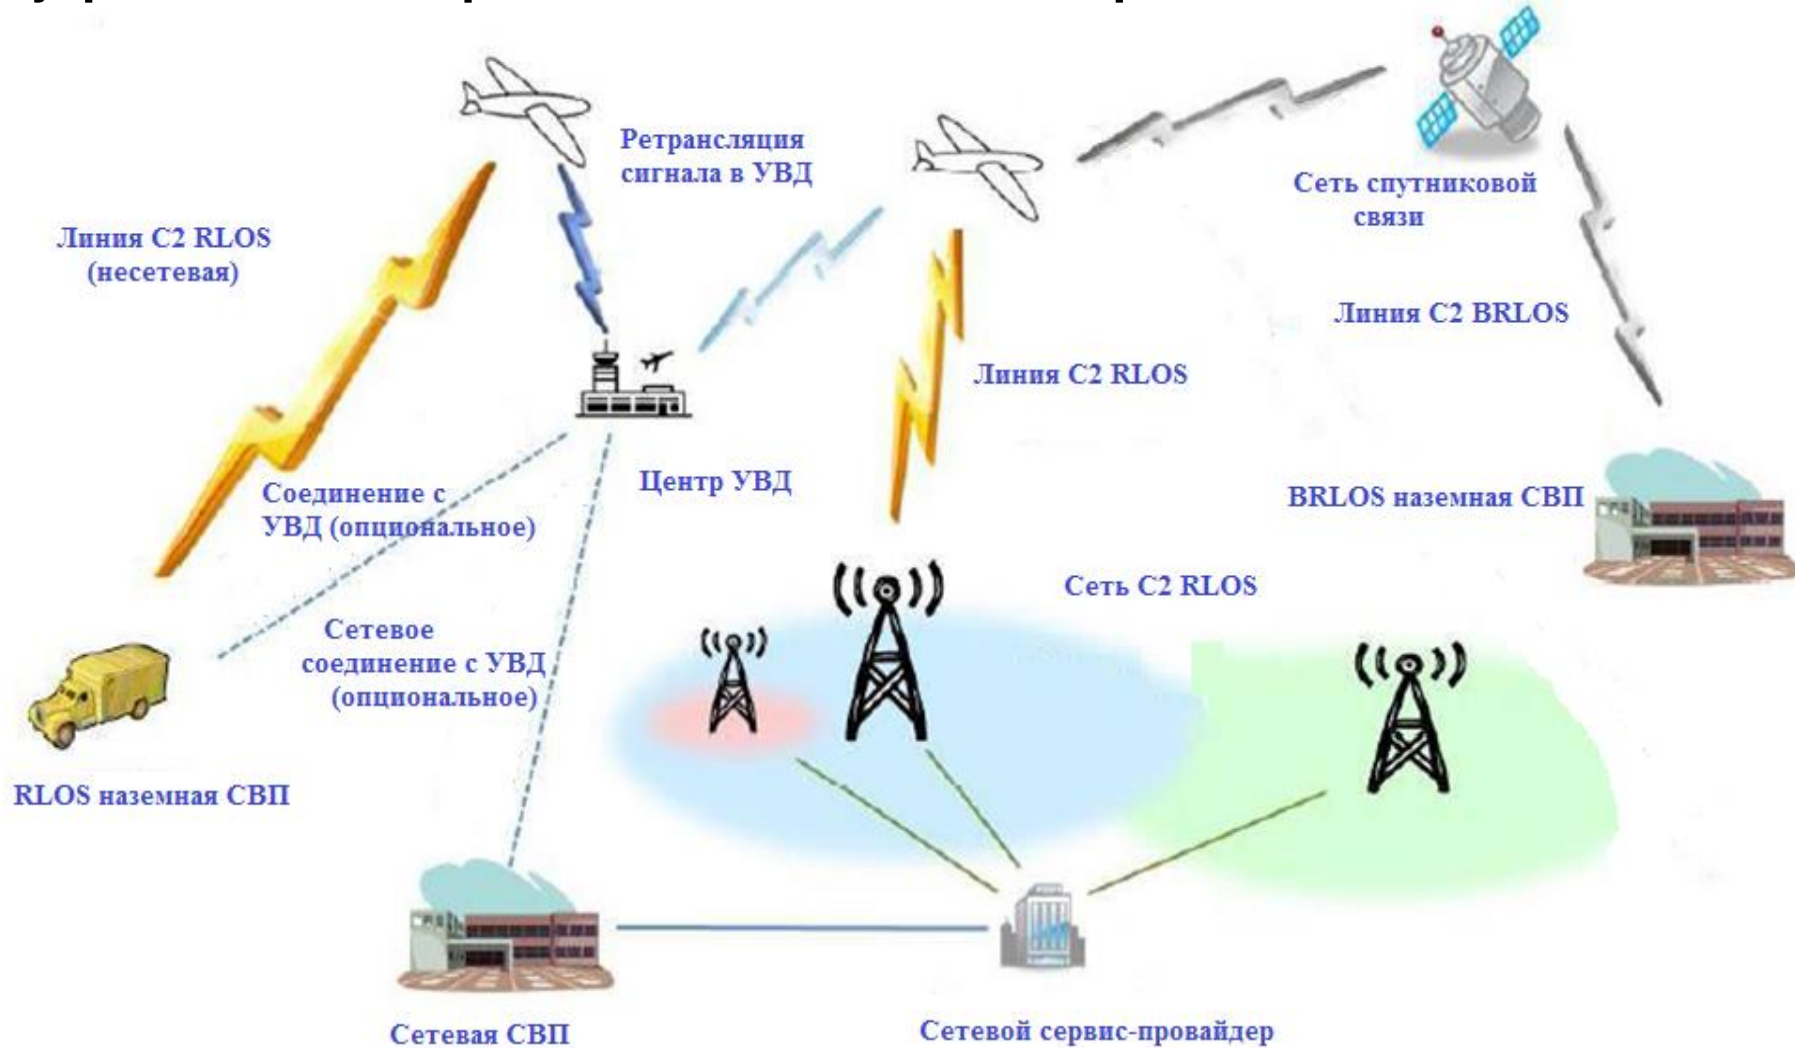 Ретрансляция
сигнала в УВД
Сеть спутниковой
связи
Линия C2 RLOS
(несетевая)
Линия C2 BRLOS
Линия C2 RLOS
Центр УВД
Соединение с
УВД (опциональное)
BRLOS наземная СВП
Сеть C2 RLOS
Сетевое
соединение с УВД
(опциональное)
RLOS наземная СВП
Сетевая СВП
Сетевой сервис-провайдер